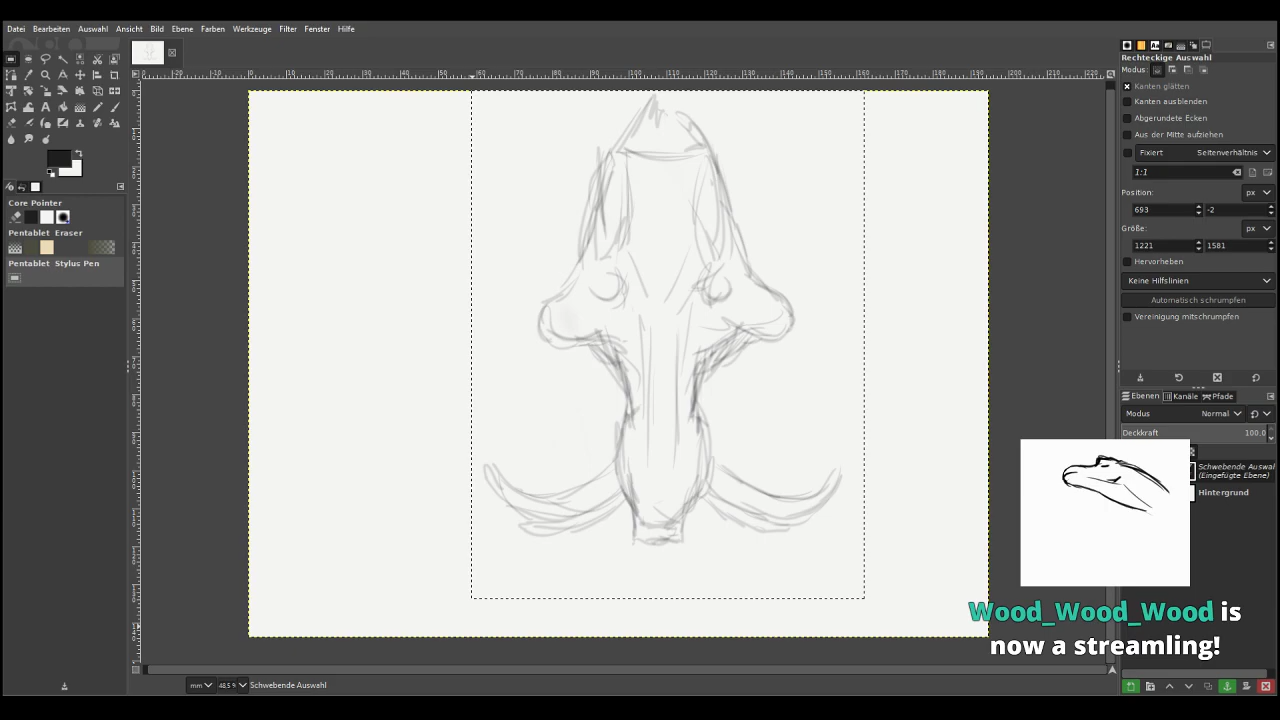 Datei Bearbeiten Auswahl Ansicht Bild Ebene Farben Werkzeuge Filter Fenster Hilfe
Rechteckige Auswahl
Modus:
Kanten glätten
Kanten ausblenden
Abgerundete Ecken
Aus der Mitte aufziehen
Fixiert Seitenverhältnis
1:1
Position: px
693 -2
Größe: px
1221 1581
Hervorheben
Keine Hilfslinien
Automatisch schrumpfen
Vereinigung mitschrumpfen
Core Pointer
Pentablet Eraser
Pentablet Stylus Pen
Ebenen Kanäle Pfade
Modus Normal
Deckkraft 100.0
Schwebende Auswal
(Eingefügte Ebene)
Hintergrund
Wood_Wood_Wood is
now a streamling!
mm 48.5 % Schwebende Auswahl